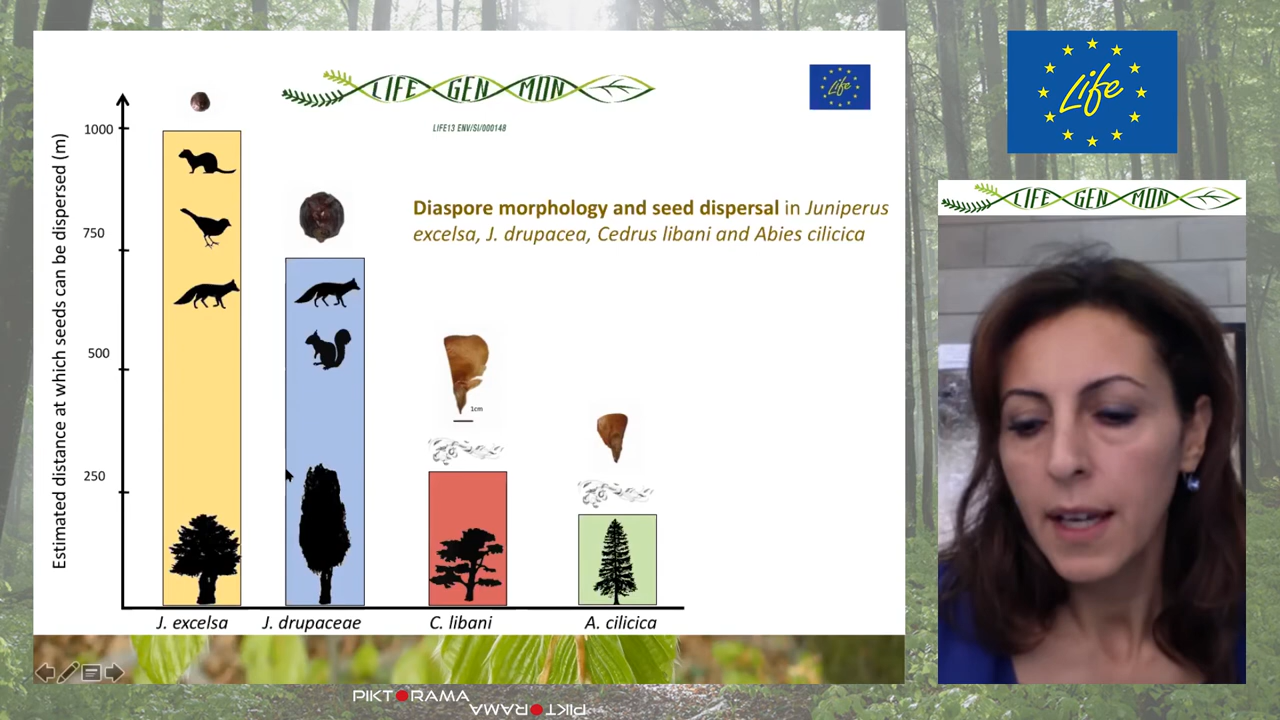 LIFE GEN MON
LIFE13 ENV/SI/000148
Life
Life
LIFE GEN MON
Estimated distance at which seeds can be dispersed (m)
1000
750
500
250
Diaspore morphology and seed dispersal in Juniperus
excelsa, J. drupacea, Cedrus libani and Abies cilicica
1cm
J. excelsa
J. drupaceae
C. libani
A. cilicica
PIKTORAMA
PIKTORAMA